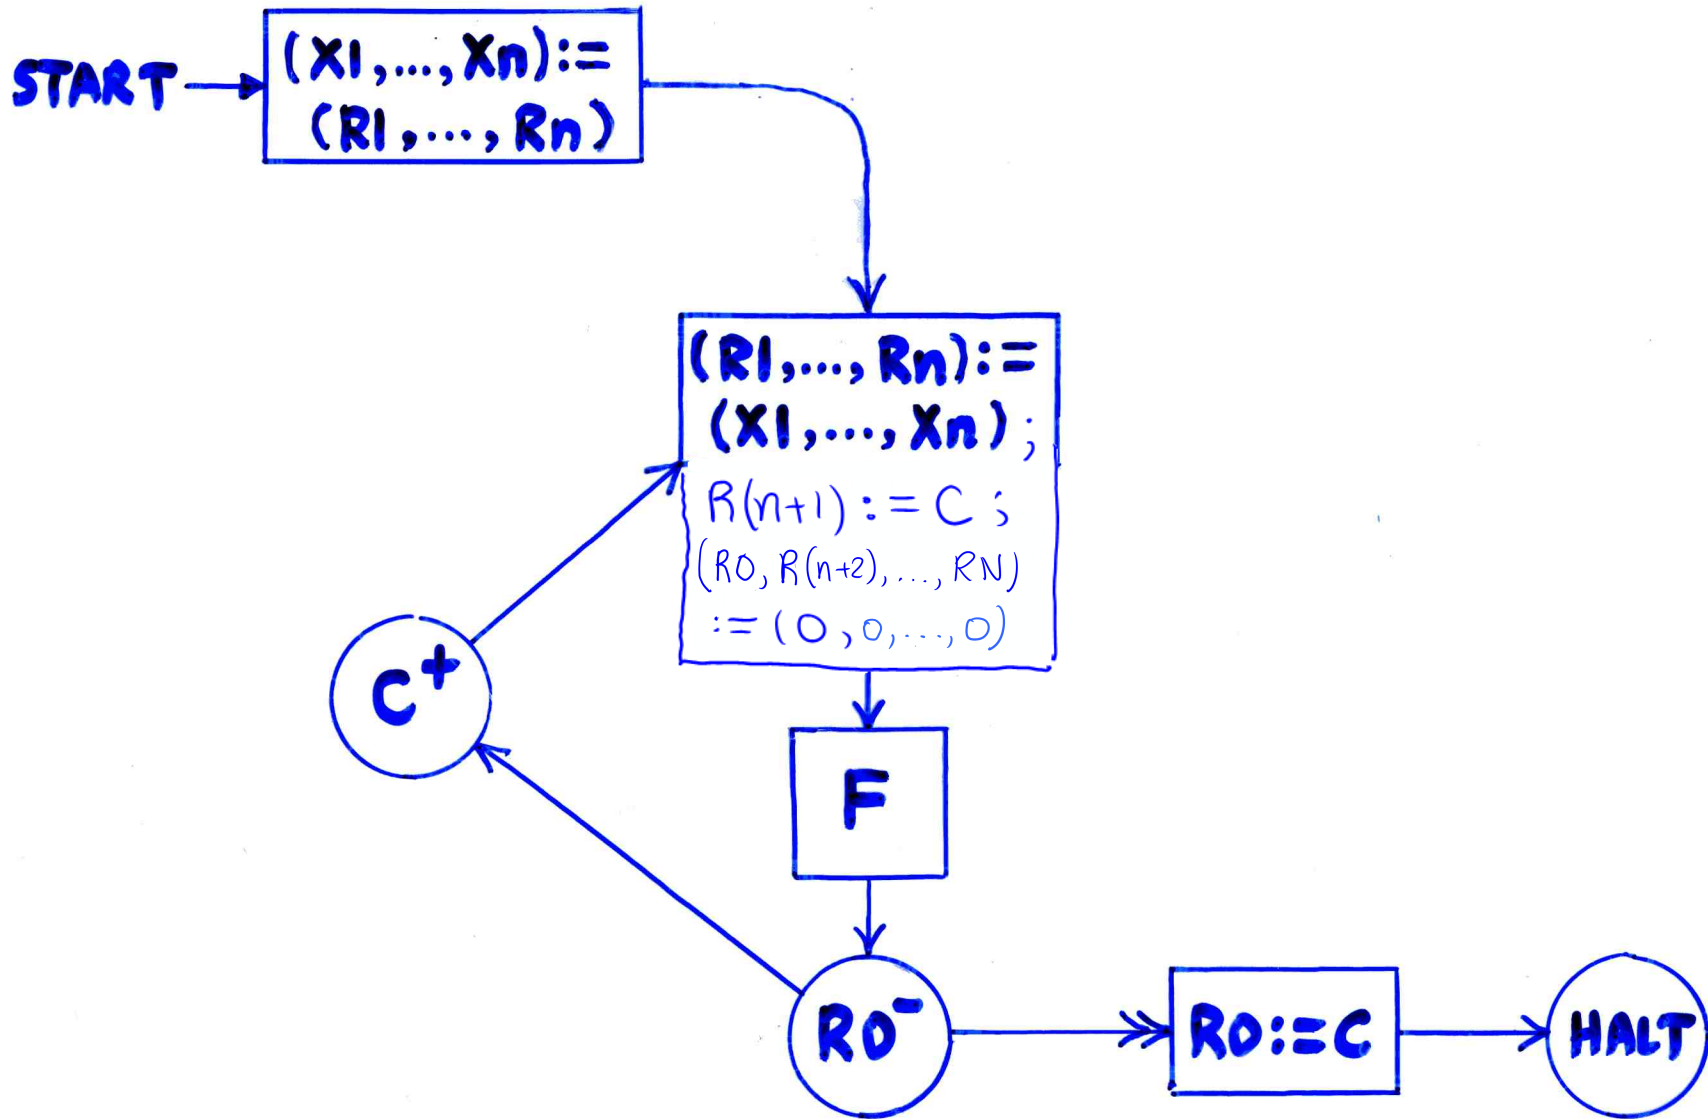 START
(X1,...,Xn):=
(R1,...,Rn)
(R1,...,Rn):=
(X1,...,Xn);
R(n+1):=C;
(R0,R(n+2),...,RN)
:=(0,0,...,0)
C⁺
F
R0⁻
R0:=C
HALT